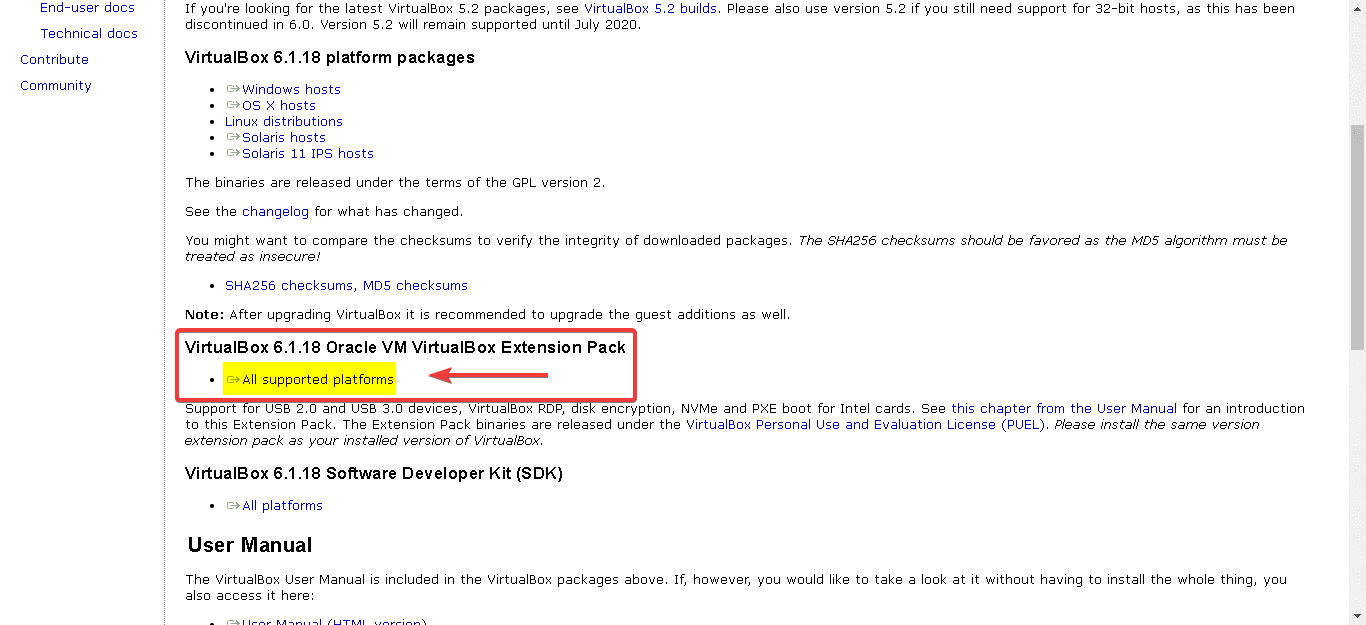 End-user docs
Technical docs
Contribute
Community
If you're looking for the latest VirtualBox 5.2 packages, see VirtualBox 5.2 builds. Please also use version 5.2 if you still need support for 32-bit hosts, as this has been
discontinued in 6.0. Version 5.2 will remain supported until July 2020.
VirtualBox 6.1.18 platform packages
Windows hosts
OS X hosts
Linux distributions
Solaris hosts
Solaris 11 IPS hosts
The binaries are released under the terms of the GPL version 2.
See the changelog for what has changed.
You might want to compare the checksums to verify the integrity of downloaded packages. The SHA256 checksums should be favored as the MD5 algorithm must be
treated as insecure!
SHA256 checksums, MD5 checksums
Note: After upgrading VirtualBox it is recommended to upgrade the guest additions as well.
VirtualBox 6.1.18 Oracle VM VirtualBox Extension Pack
All supported platforms
Support for USB 2.0 and USB 3.0 devices, VirtualBox RDP, disk encryption, NVMe and PXE boot for Intel cards. See this chapter from the User Manual for an introduction
to this Extension Pack. The Extension Pack binaries are released under the VirtualBox Personal Use and Evaluation License (PUEL). Please install the same version
extension pack as your installed version of VirtualBox.
VirtualBox 6.1.18 Software Developer Kit (SDK)
All platforms
User Manual
The VirtualBox User Manual is included in the VirtualBox packages above. If, however, you would like to take a look at it without having to install the whole thing, you
also access it here:
User Manual (HTML version)